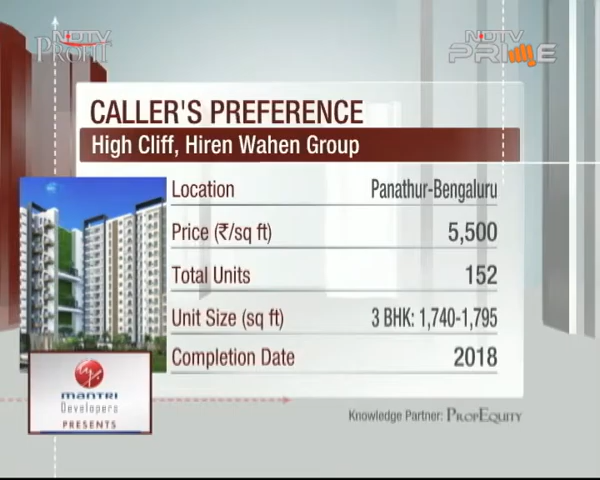 NDTV
PROFIT
NDTV
PRIME
CALLER'S PREFERENCE
High Cliff, Hiren Wahen Group
Location Panathur-Bengaluru
Price (₹/sq ft) 5,500
Total Units 152
Unit Size (sq ft) 3 BHK: 1,740-1,795
Completion Date 2018
MANTRI
Developers
PRESENTS
Knowledge Partner: PROPEQUITY